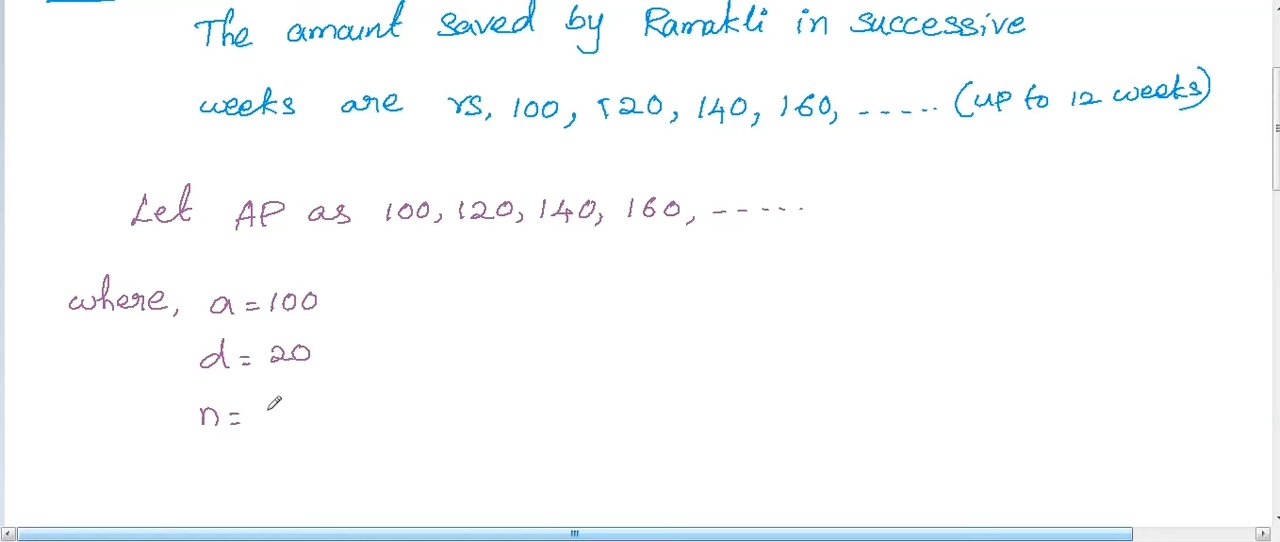 The amount saved by Ramakli in successive
weeks are rs, 100, 120, 140, 160, ----- (up to 12 weeks)
Let AP as 100, 120, 140, 160, -----
where, a = 100
d = 20
n =